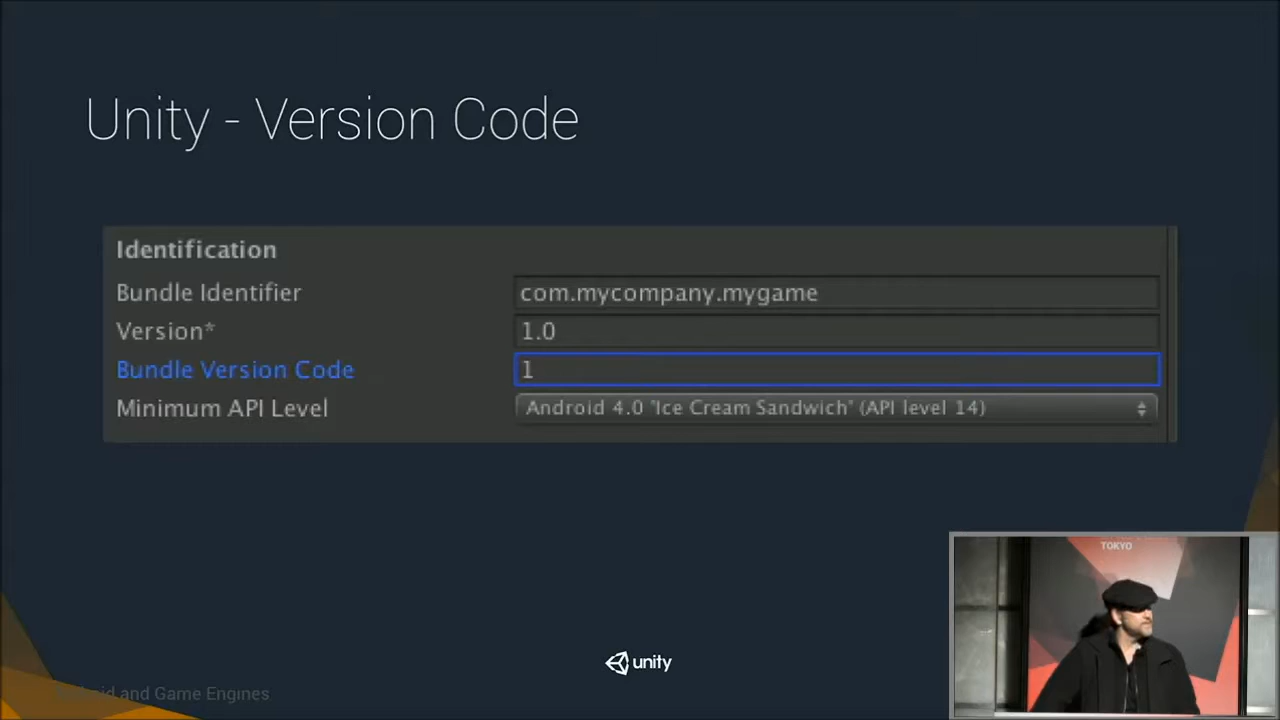 Unity - Version Code
Identification
Bundle Identifier com.mycompany.mygame
Version* 1.0
Bundle Version Code 1
Minimum API Level Android 4.0 "Ice Cream Sandwich" (API level 14)
TOKYO
unity
Android and Game Engines